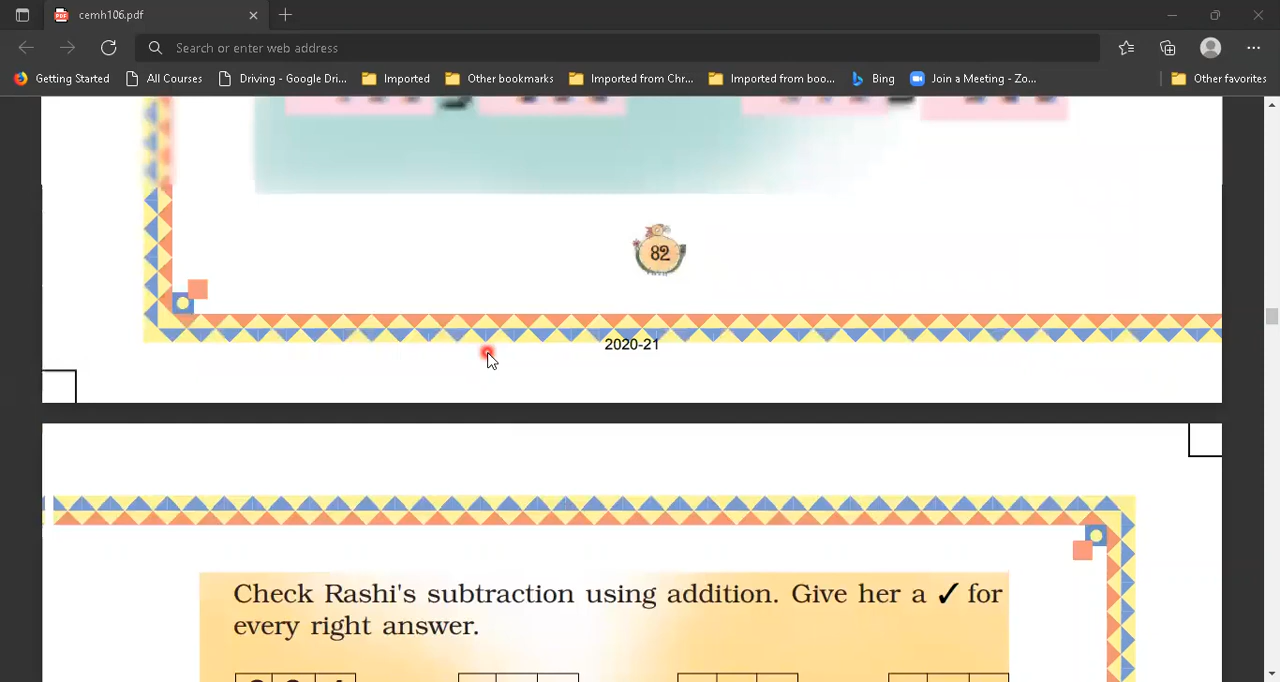 cemh106.pdf
Search or enter web address
Getting Started All Courses Driving - Google Dri... Imported Other bookmarks Imported from Chr... Imported from boo... Bing Join a Meeting - Zo... Other favorites
82
2020-21
Check Rashi's subtraction using addition. Give her a ✓ for
every right answer.